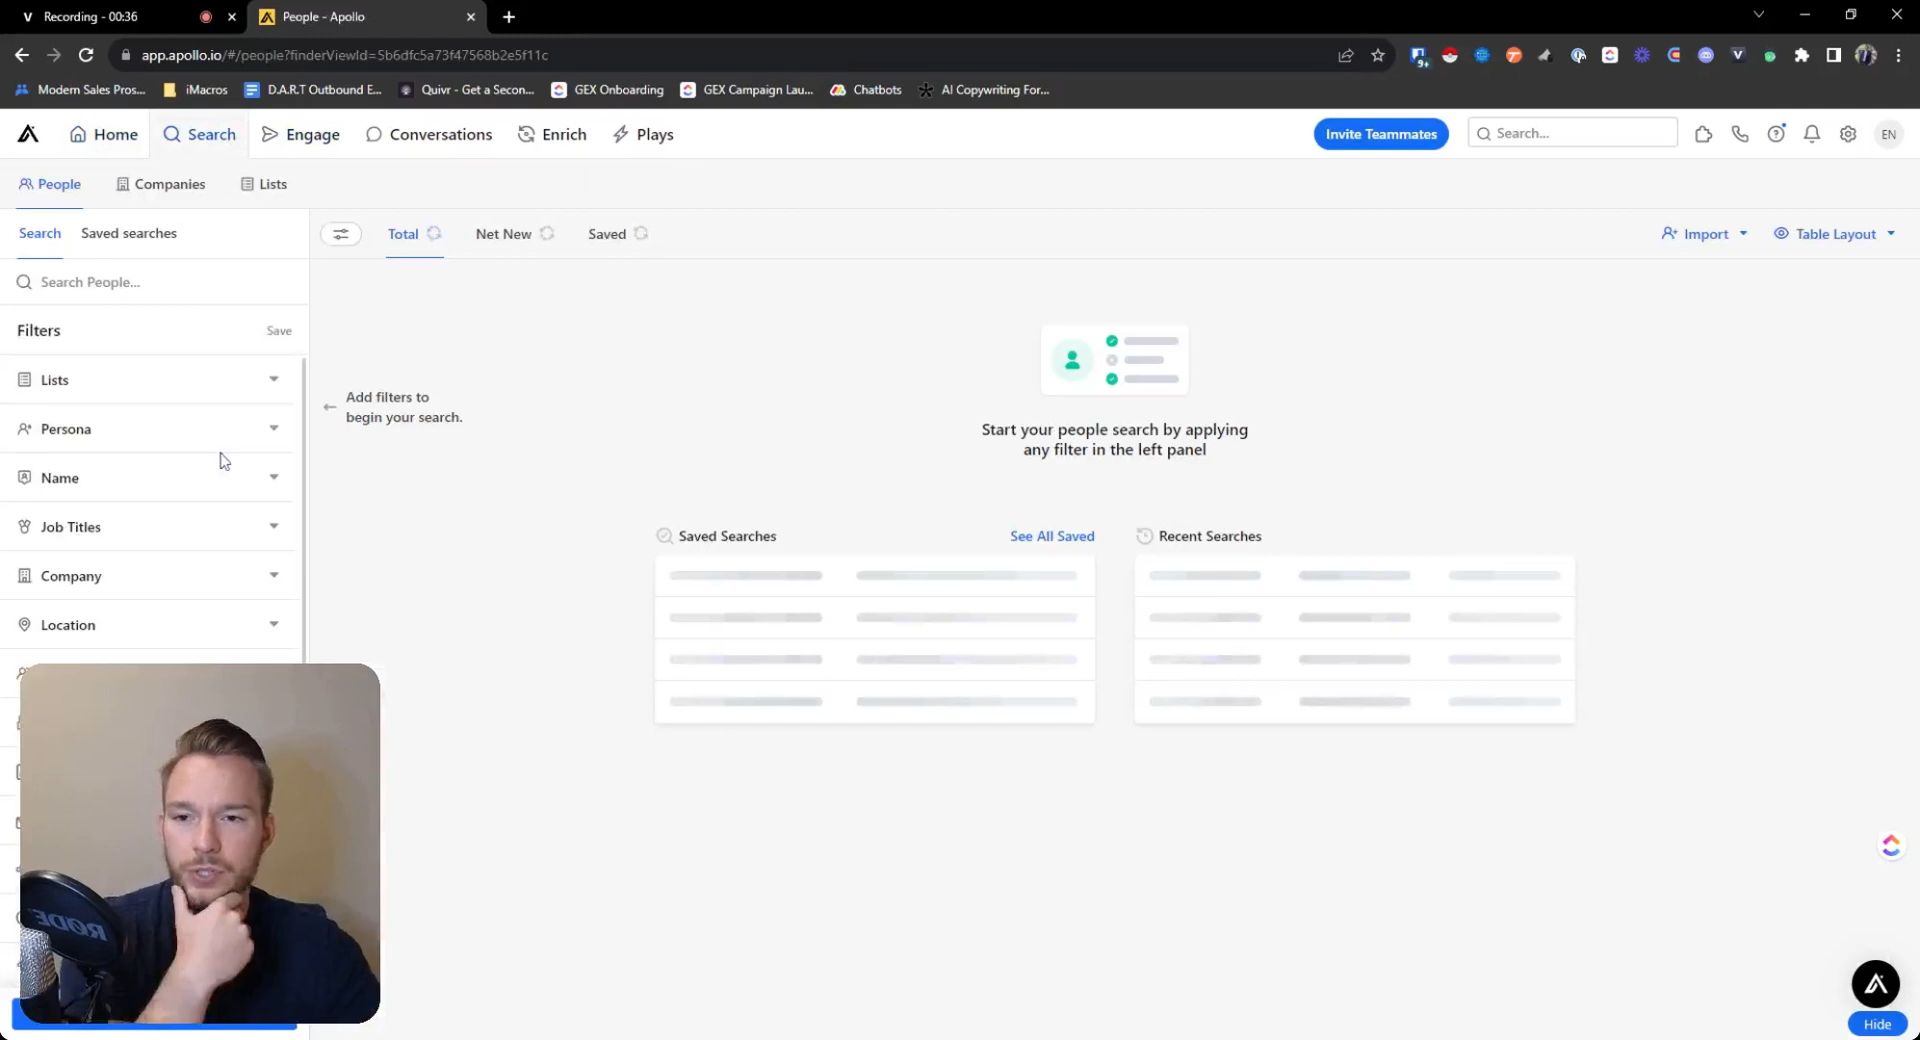 V Recording - 00:36
People - Apollo
app.apollo.io/#/people?finderViewId=5b6dfc5a73f47568b2e5f11c
9+
Modern Sales Pros...
iMacros
D.A.R.T Outbound E...
Quivr - Get a Secon...
GEX Onboarding
GEX Campaign Lau...
Chatbots
AI Copywriting For...
Home
Search
Engage
Conversations
Enrich
Plays
Invite Teammates
Search...
EN
People
Companies
Lists
Search
Saved searches
Total
Net New
Saved
Import
Table Layout
Search People...
Filters
Save
Lists
Persona
Name
Job Titles
Company
Location
Add filters to
begin your search.
Start your people search by applying
any filter in the left panel
Saved Searches
See All Saved
Recent Searches
RØDE
Hide